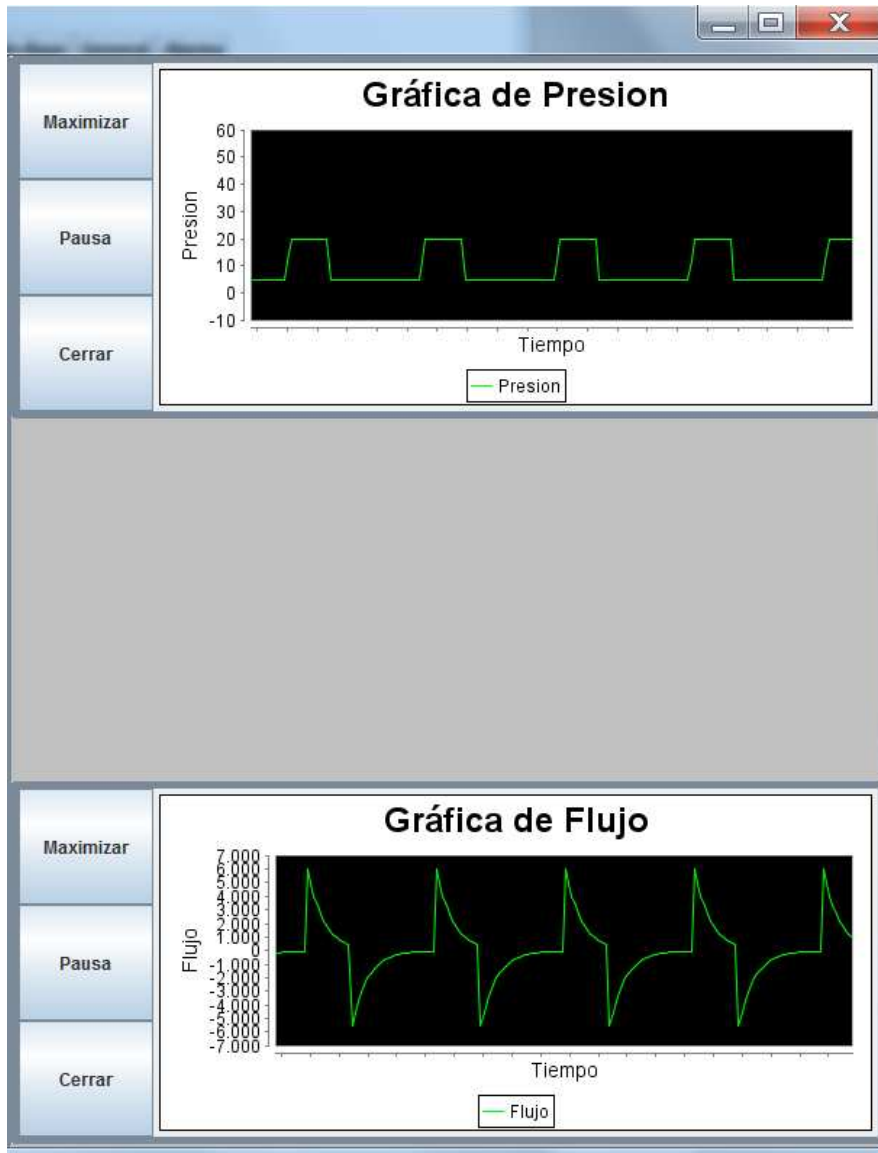 Maximizar
Pausa
Cerrar
Gráfica de Presion
60
50
40
30
20
10
0
-10
Presion
Tiempo
Presion
Maximizar
Pausa
Cerrar
Gráfica de Flujo
7.000
6.000
5.000
4.000
3.000
2.000
1.000
0
-1.000
-2.000
-3.000
-4.000
-5.000
-6.000
-7.000
Flujo
Tiempo
Flujo